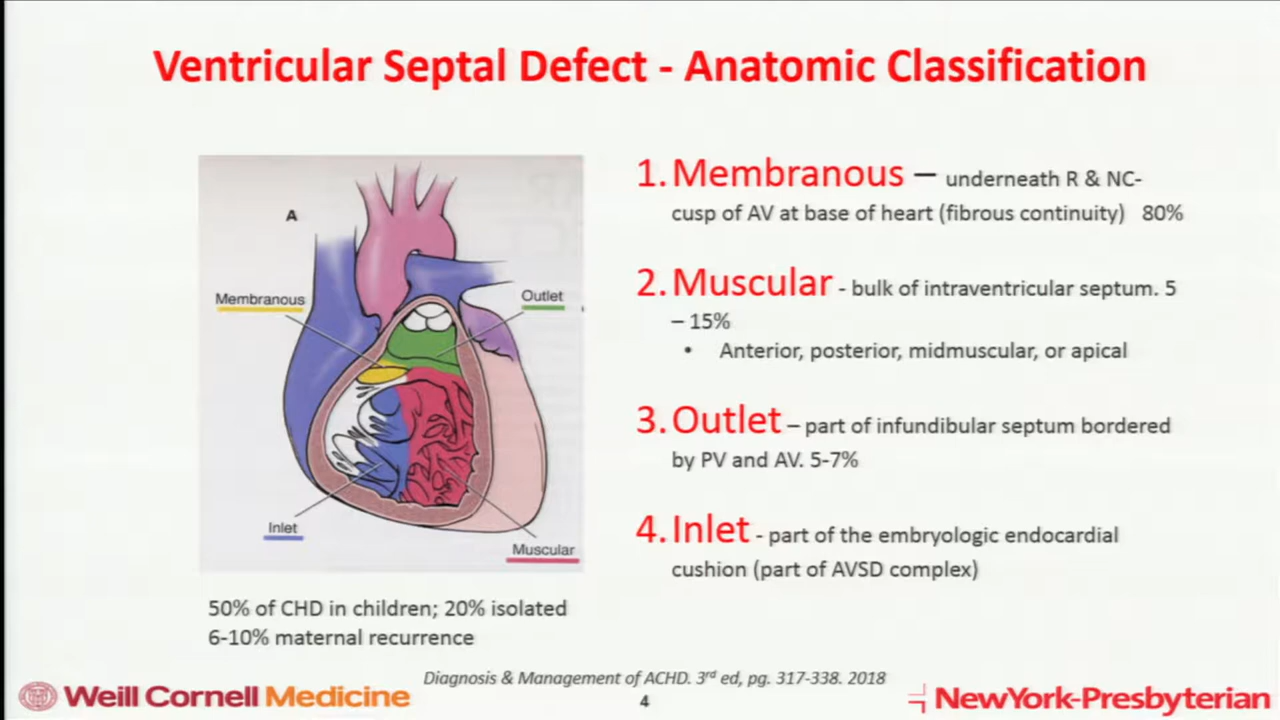 Ventricular Septal Defect - Anatomic Classification
A
Membranous
Outlet
Inlet
Muscular
50% of CHD in children; 20% isolated
6-10% maternal recurrence
1. Membranous – underneath R & NC-
cusp of AV at base of heart (fibrous continuity) 80%
2. Muscular - bulk of intraventricular septum. 5
– 15%
• Anterior, posterior, midmuscular, or apical
3. Outlet – part of infundibular septum bordered
by PV and AV. 5-7%
4. Inlet - part of the embryologic endocardial
cushion (part of AVSD complex)
Diagnosis & Management of ACHD. 3rd ed, pg. 317-338. 2018
Weill Cornell Medicine
4
NewYork-Presbyterian